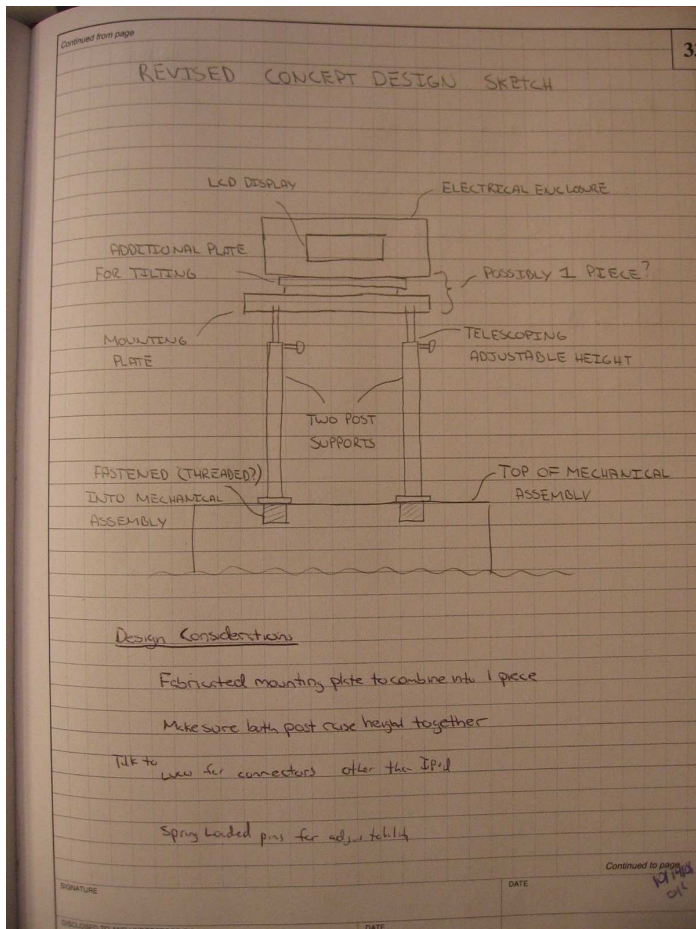 Continued from page
3
REVISED CONCEPT DESIGN SKETCH
LCD DISPLAY
ELECTRICAL ENCLOSURE
ADDITIONAL PLATE
FOR TILTING
POSSIBLY 1 PIECE?
MOUNTING
PLATE
TELESCOPING
ADJUSTABLE HEIGHT
TWO POST
SUPPORTS
FASTENED (THREADED?)
INTO MECHANICAL
ASSEMBLY
TOP OF MECHANICAL
ASSEMBLY
Design Considerations
Fabricated mounting plate to combine into 1 piece
Make sure both post raise height together
Talk to
for connectors other than
Spring Loaded pins for adjustability
Continued to page
SIGNATURE
DATE
DATE